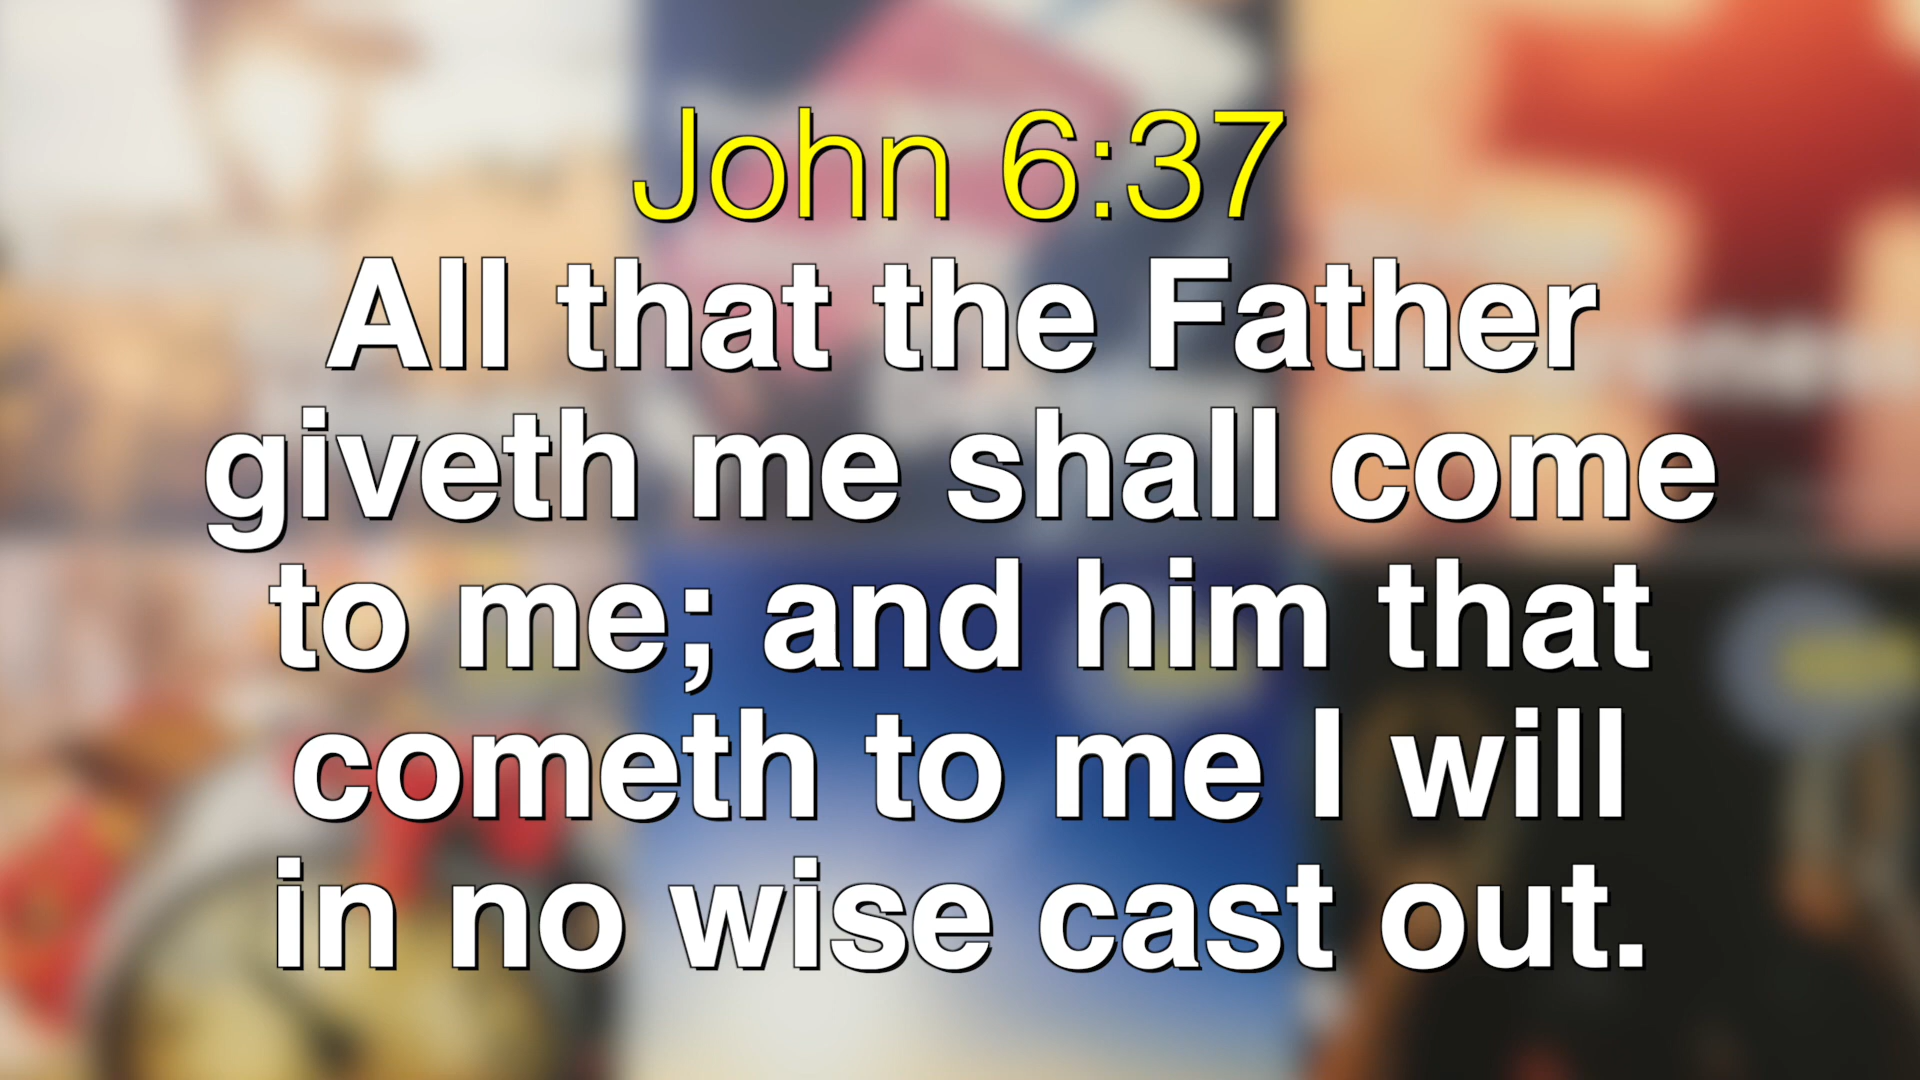 John 6:37
All that the Father
giveth me shall come
to me; and him that
cometh to me I will
in no wise cast out.